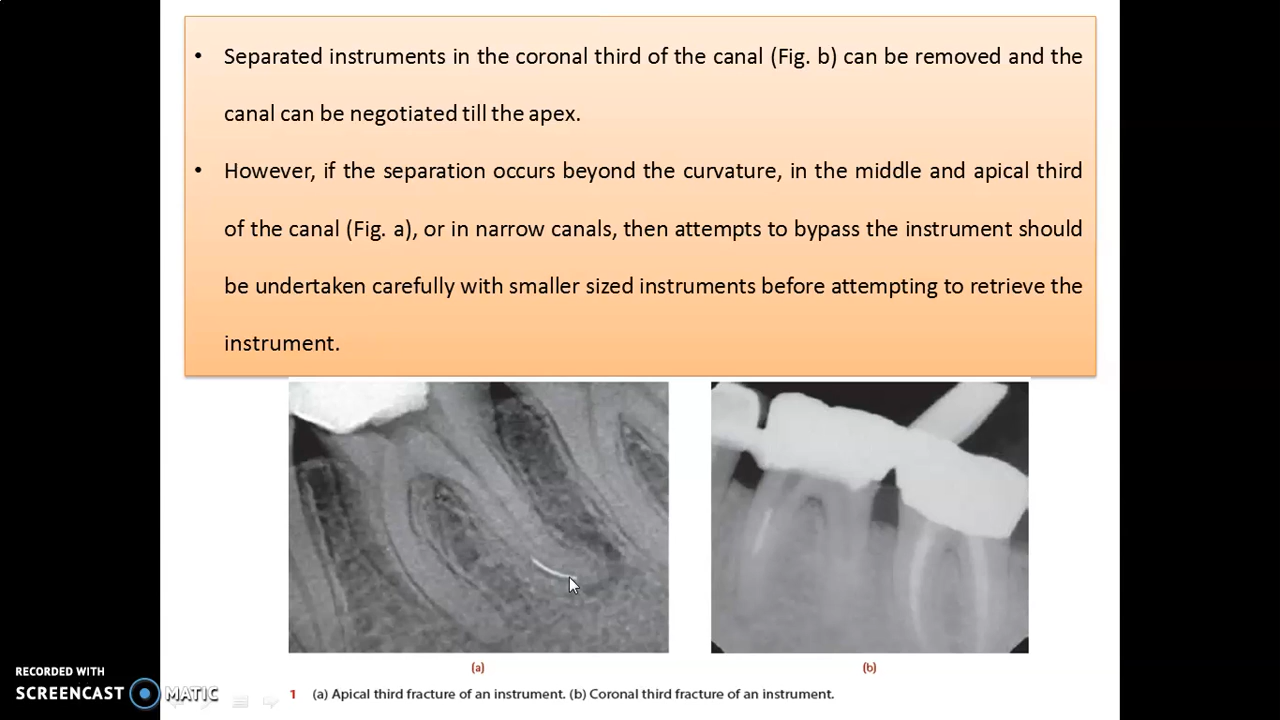 • Separated instruments in the coronal third of the canal (Fig. b) can be removed and the
canal can be negotiated till the apex.
• However, if the separation occurs beyond the curvature, in the middle and apical third
of the canal (Fig. a), or in narrow canals, then attempts to bypass the instrument should
be undertaken carefully with smaller sized instruments before attempting to retrieve the
instrument.
(a) (b)
1 (a) Apical third fracture of an instrument. (b) Coronal third fracture of an instrument.
RECORDED WITH
SCREENCAST MATIC